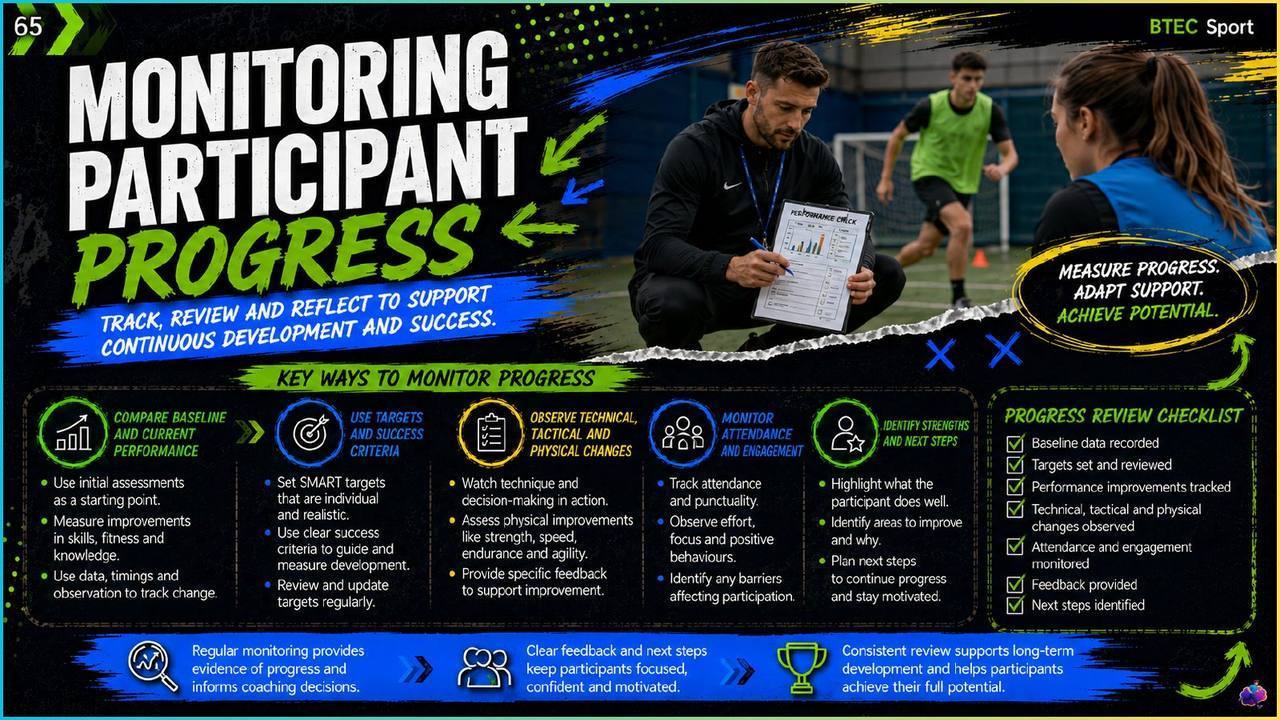 65
BTEC Sport
MONITORING
PARTICIPANT
PROGRESS
TRACK, REVIEW AND REFLECT TO SUPPORT
CONTINUOUS DEVELOPMENT AND SUCCESS.
PERFORMANCE CHECK
MEASURE PROGRESS.
ADAPT SUPPORT.
ACHIEVE POTENTIAL.
KEY WAYS TO MONITOR PROGRESS
COMPARE BASELINE
AND CURRENT
PERFORMANCE
• Use initial assessments
as a starting point.
• Measure improvements
in skills, fitness and
knowledge.
• Use data, timings and
observation to track change.
USE TARGETS
AND SUCCESS
CRITERIA
• Set SMART targets
that are individual
and realistic.
• Use clear success
criteria to guide and
measure development.
• Review and update
targets regularly.
OBSERVE TECHNICAL,
TACTICAL AND
PHYSICAL CHANGES
• Watch technique and
decision-making in action.
• Assess physical improvements
like strength, speed,
endurance and agility.
• Provide specific feedback
to support improvement.
MONITOR
ATTENDANCE
AND ENGAGEMENT
• Track attendance
and punctuality.
• Observe effort,
focus and positive
behaviours.
• Identify any barriers
affecting participation.
IDENTIFY STRENGTHS
AND NEXT STEPS
• Highlight what the
participant does well.
• Identify areas to improve
and why.
• Plan next steps
to continue progress
and stay motivated.
PROGRESS REVIEW CHECKLIST
Baseline data recorded
Targets set and reviewed
Performance improvements tracked
Technical, tactical and physical
changes observed
Attendance and engagement
monitored
Feedback provided
Next steps identified
Regular monitoring provides
evidence of progress and
informs coaching decisions.
Clear feedback and next steps
keep participants focused,
confident and motivated.
Consistent review supports long-term
development and helps participants
achieve their full potential.